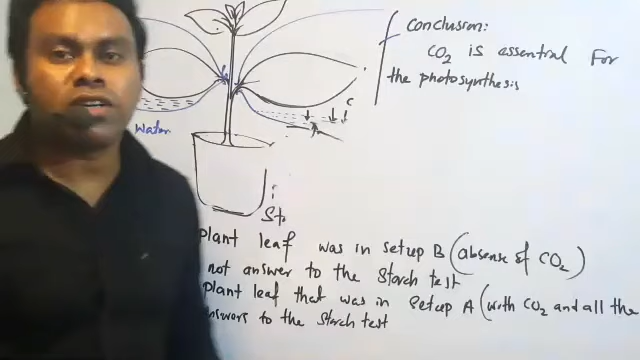 Conclusion:
CO2 is essential For
the photosynthesis
Water
C
i
St
plant leaf was in setup B (absense of CO2)
not answer to the starch test
plant leaf that was in setup A (with CO2 and all the
answers to the starch test